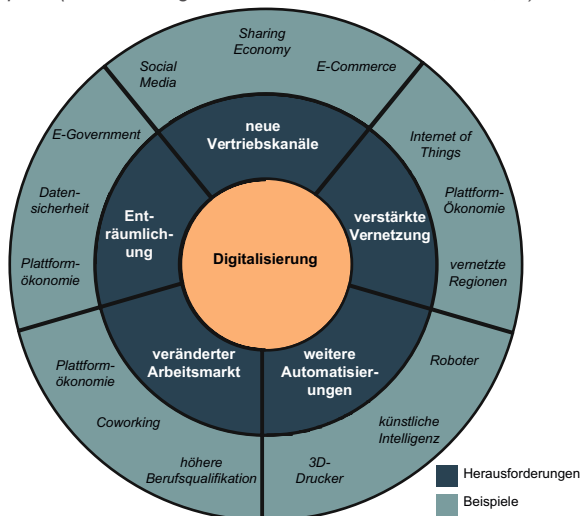 Sharing
Economy
Social
Media
E-Commerce
neue
Vertriebskanäle
E-Government
Daten-
sicherheit
Plattform-
ökonomie
Ent-
räumlich-
ung
Digitalisierung
verstärkte
Vernetzung
Internet of
Things
Plattform-
Ökonomie
vernetzte
Regionen
veränderter
Arbeitsmarkt
weitere
Automatisier-
ungen
Plattform-
ökonomie
Coworking
höhere
Berufsqualifikation
3D-
Drucker
künstliche
Intelligenz
Roboter
Herausforderungen
Beispiele